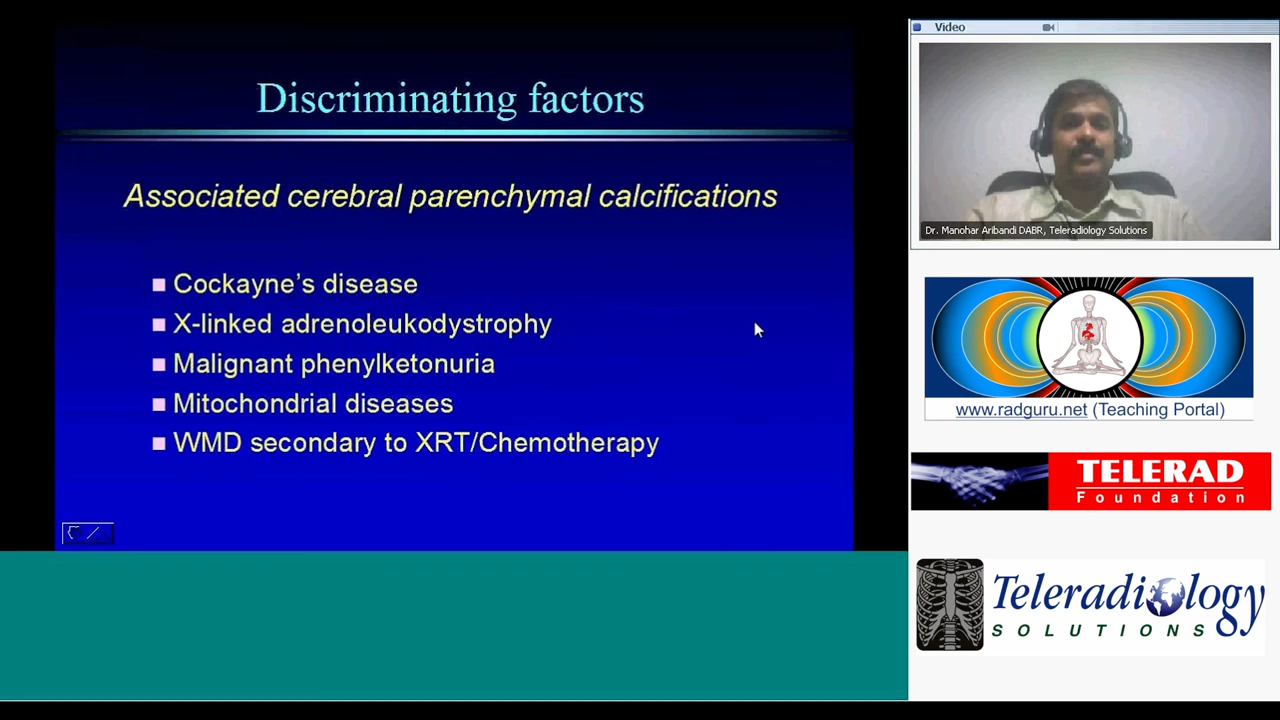 Discriminating factors
Associated cerebral parenchymal calcifications
Cockayne's disease
X-linked adrenoleukodystrophy
Malignant phenylketonuria
Mitochondrial diseases
WMD secondary to XRT/Chemotherapy
Video
Dr. Manohar Aribandi DABR, Teleradiology Solutions
www.radguru.net (Teaching Portal)
TELERAD
Foundation
Teleradiology
SOLUTIONS